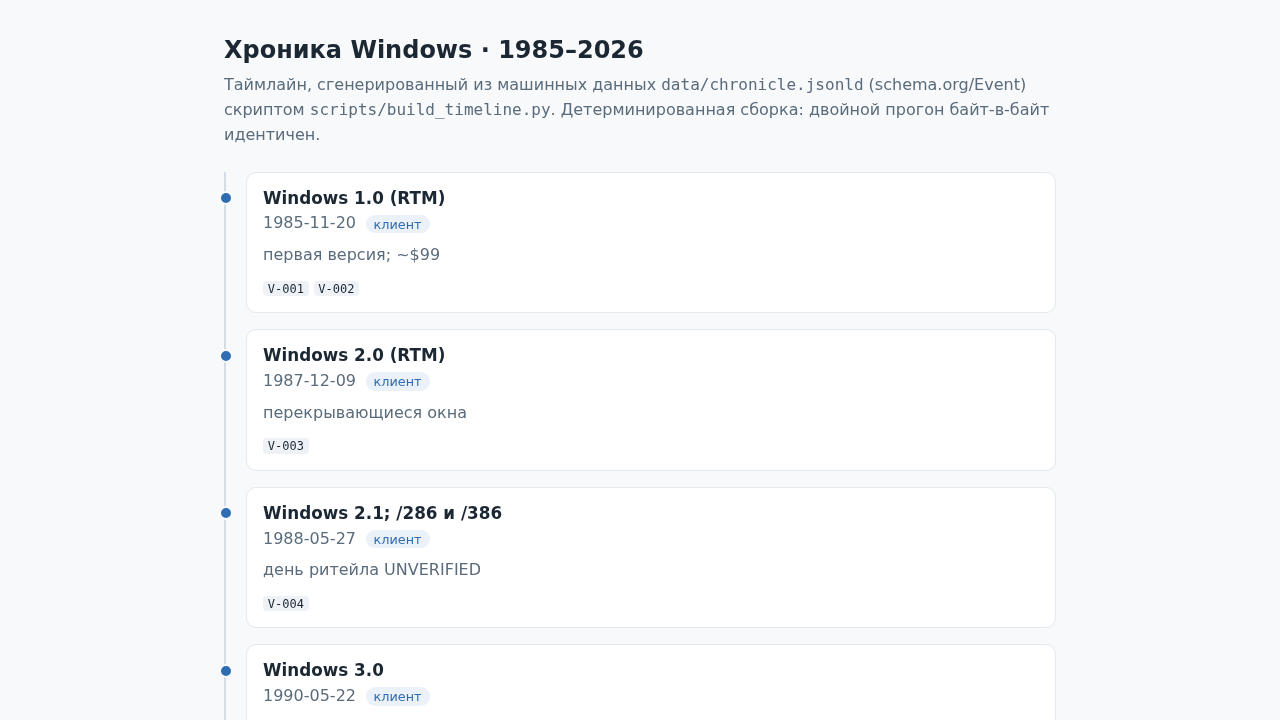 Хроника Windows · 1985–2026
Таймлайн, сгенерированный из машинных данных data/chronicle.jsonld (schema.org/Event)
скриптом scripts/build_timeline.py. Детерминированная сборка: двойной прогон байт-в-байт
идентичен.
Windows 1.0 (RTM)
1985-11-20 клиент
первая версия; ~$99
V-001 V-002
Windows 2.0 (RTM)
1987-12-09 клиент
перекрывающиеся окна
V-003
Windows 2.1; /286 и /386
1988-05-27 клиент
день ритейла UNVERIFIED
V-004
Windows 3.0
1990-05-22 клиент